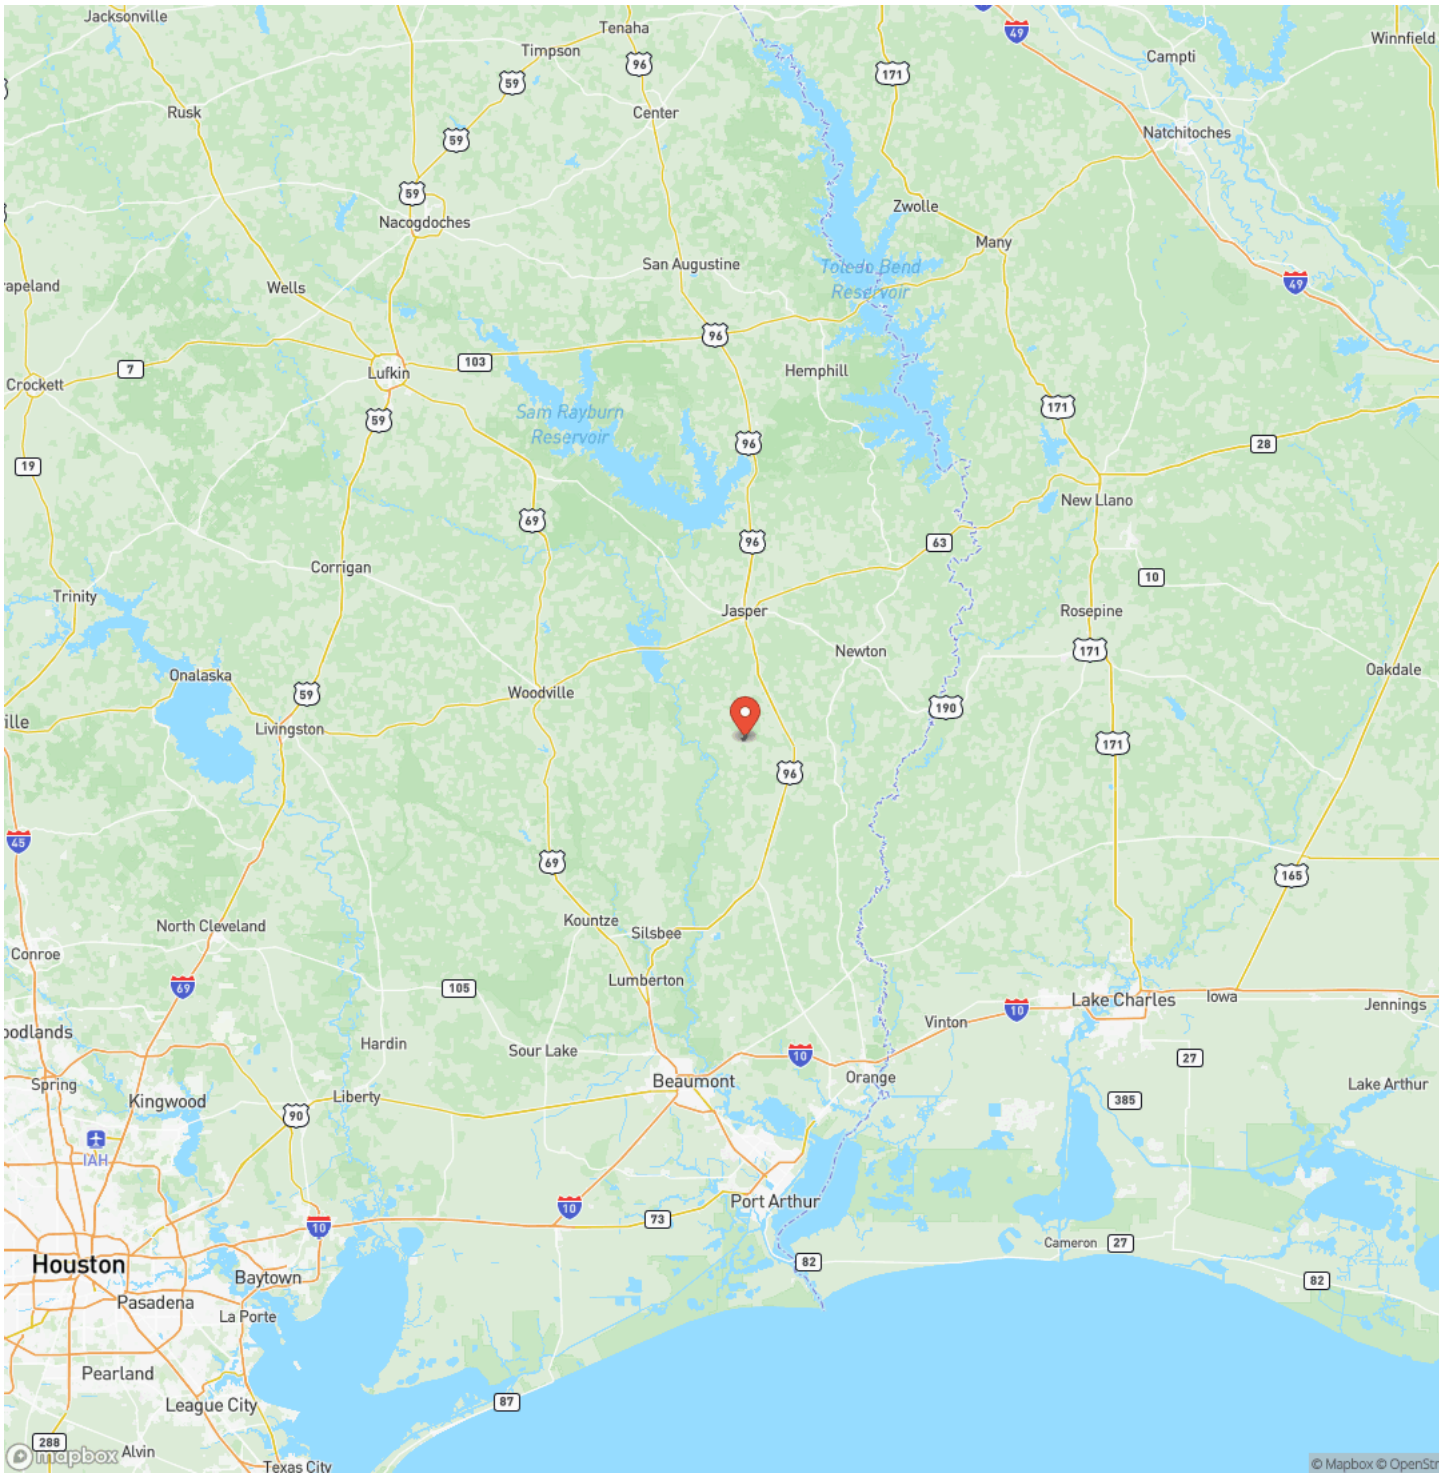 Jacksonville
Tenaha
Timpson
96
49
Winnfield
Campti
171
59
Rusk
Center
59
Natchitoches
59
Nacogdoches
Zwolle
Many
San Augustine
Toledo Bend
Reservoir
rapeland
Wells
49
96
7
103
Hemphill
Lufkin
Crockett
171
Sam Rayburn
Reservoir
59
96
28
19
New Llano
69
96
63
Corrigan
10
Trinity
Jasper
Rosepine
Newton
171
Oakdale
Onalaska
59
Woodville
190
ville
Livingston
171
96
45
69
165
North Cleveland
Kountze
Silsbee
Conroe
Lumberton
69
105
Lake Charles
Iowa
Jennings
10
Vinton
oodlands
Hardin
Sour Lake
10
27
Spring
Beaumont
Orange
Lake Arthur
Kingwood
Liberty
385
90
IAH
Port Arthur
10
73
10
Cameron
27
Houston
82
Baytown
82
Pasadena
La Porte
Pearland
League City
87
288
Alvin
mapbox
Texas City
© Mapbox © OpenStr